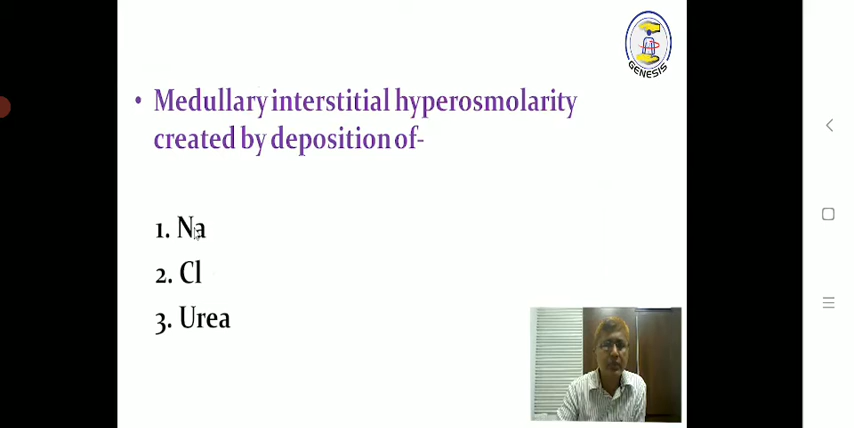 GENESIS
• Medullary interstitial hyperosmolarity
created by deposition of-
1. Na
2. Cl
3. Urea